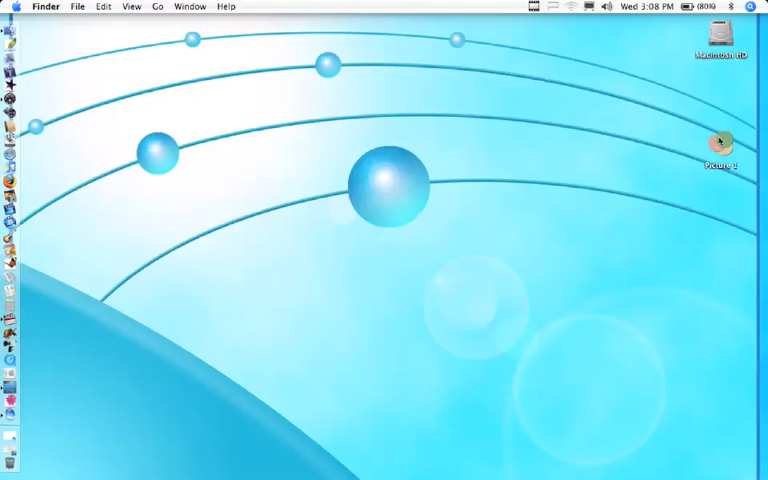 Finder File Edit View Go Window Help Wed 3:08 PM (80%)
Macintosh HD
Picture 1